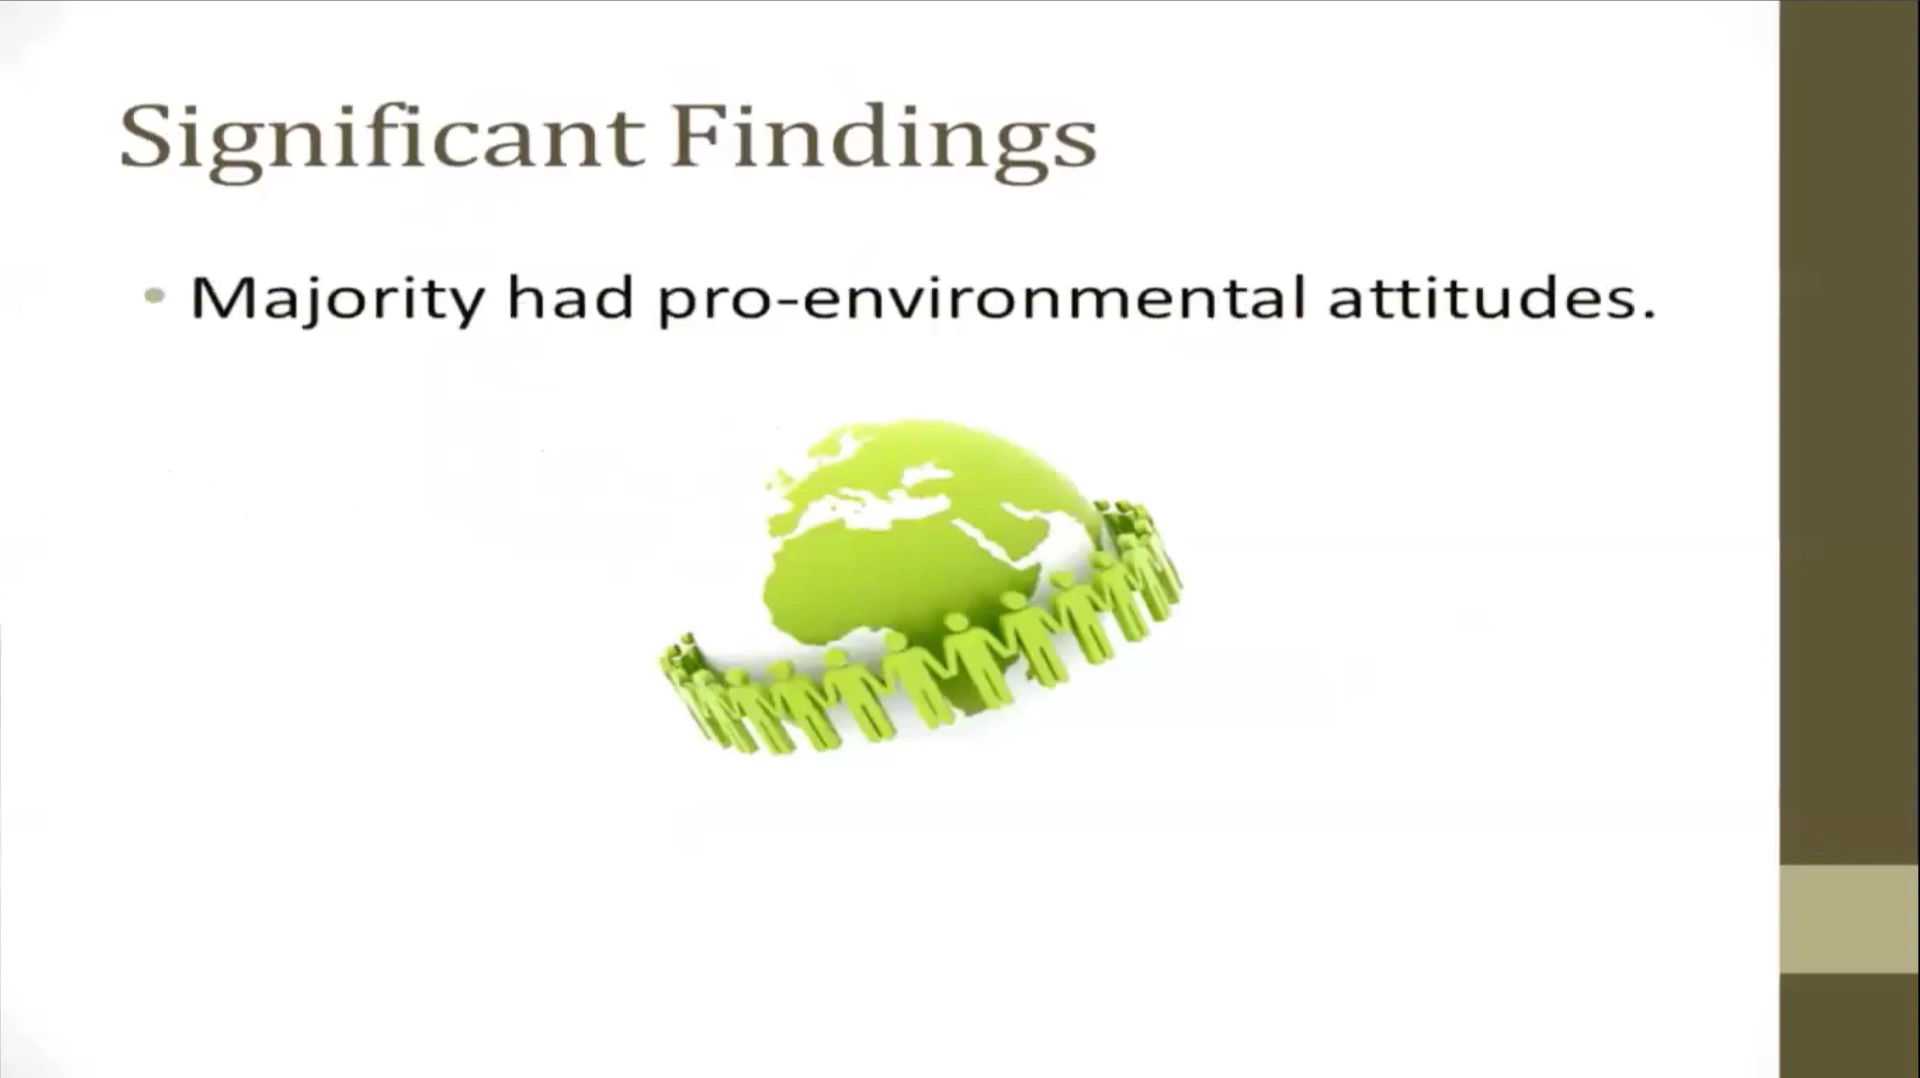 Significant Findings
• Majority had pro-environmental attitudes.